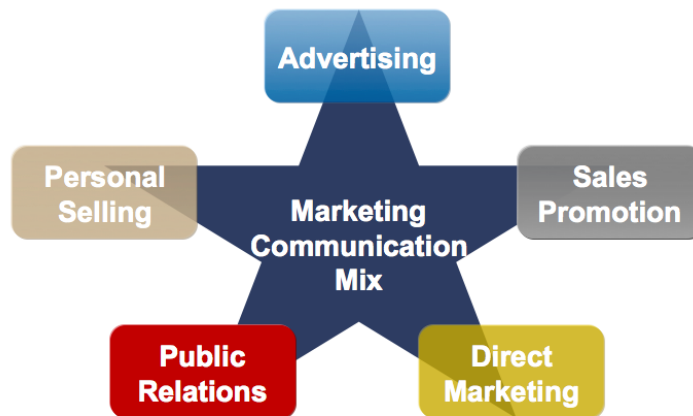 Advertising
Personal
Selling
Sales
Promotion
Marketing
Communication
Mix
Public
Relations
Direct
Marketing